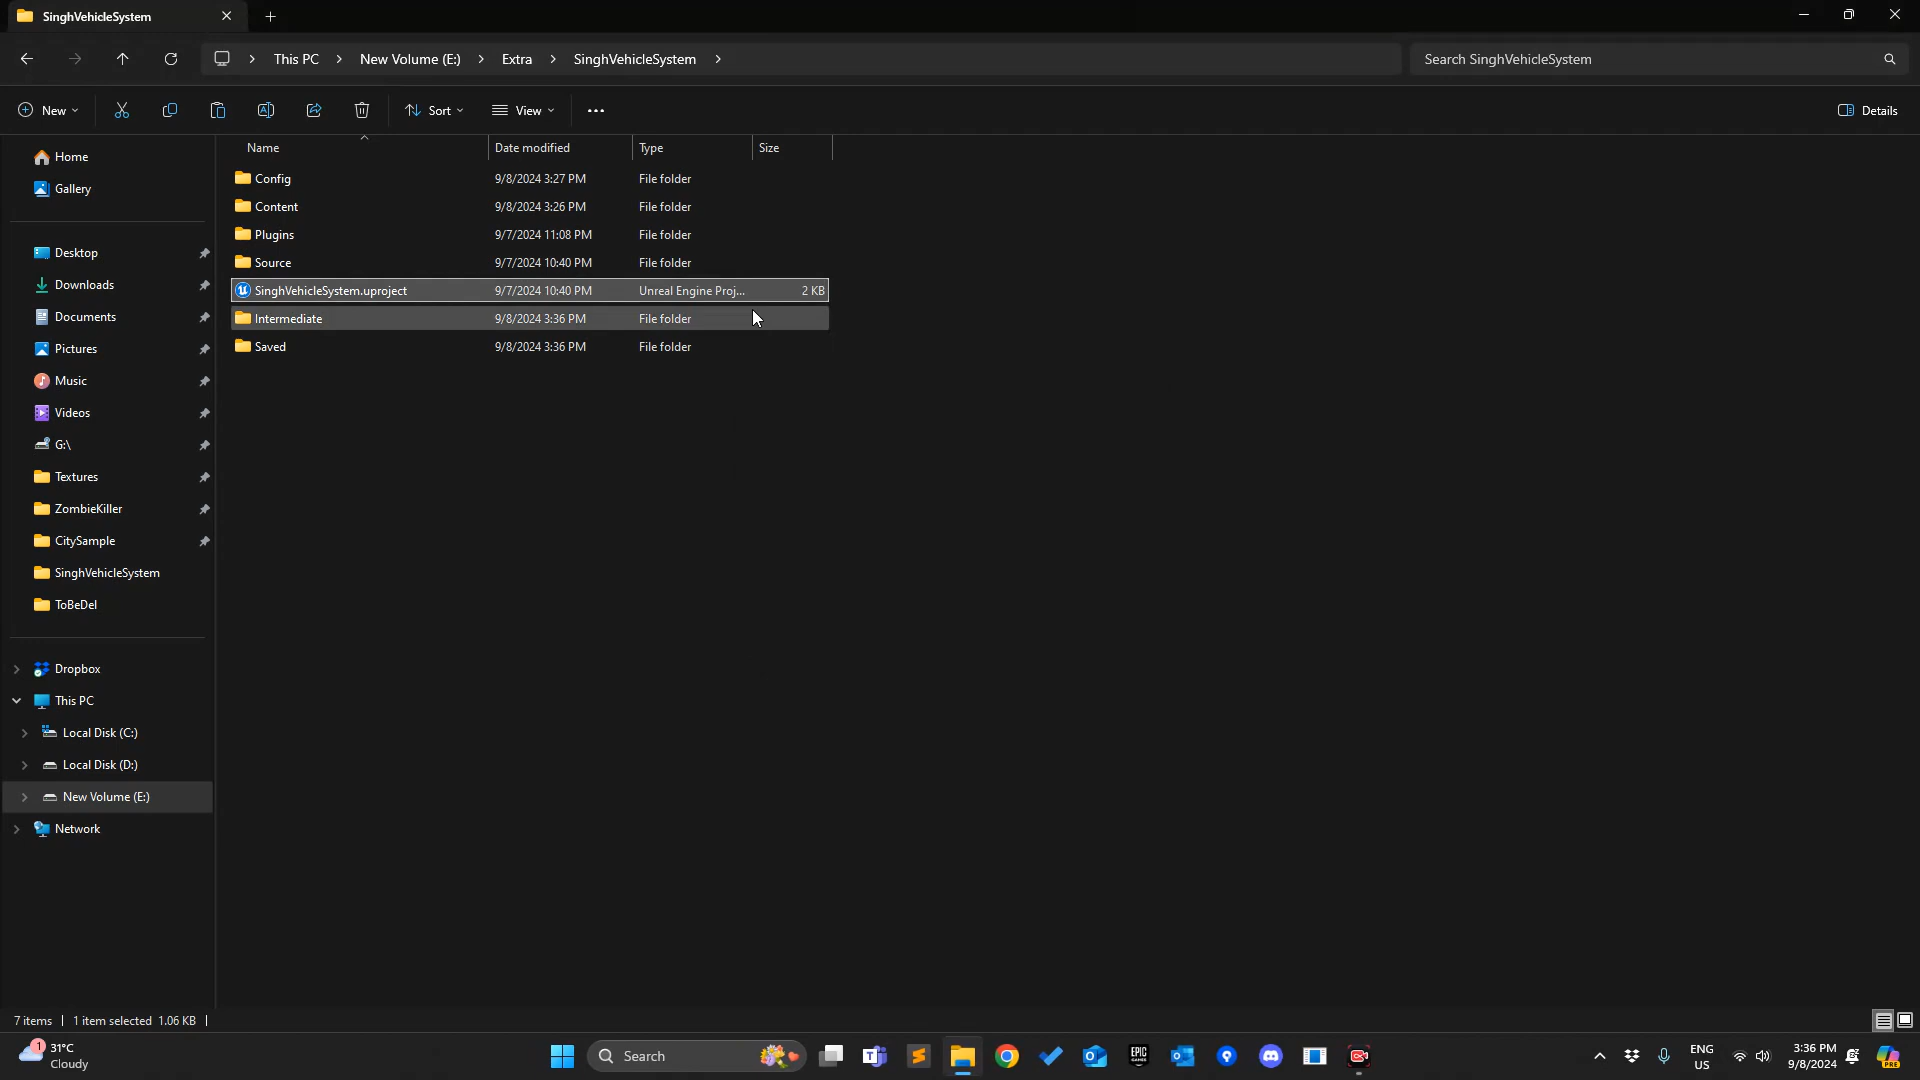 SinghVehicleSystem
This PC > New Volume (E:) > Extra > SinghVehicleSystem >
Search SinghVehicleSystem
New
Sort
View
Details
Name Date modified Type Size
Config 9/8/2024 3:27 PM File folder
Content 9/8/2024 3:26 PM File folder
Plugins 9/7/2024 11:08 PM File folder
Source 9/7/2024 10:40 PM File folder
SinghVehicleSystem.uproject 9/7/2024 10:40 PM Unreal Engine Proj... 2 KB
Intermediate 9/8/2024 3:36 PM File folder
Saved 9/8/2024 3:36 PM File folder
Home
Gallery
Desktop
Downloads
Documents
Pictures
Music
Videos
G:\
Textures
ZombieKiller
CitySample
SinghVehicleSystem
ToBeDel
Dropbox
This PC
Local Disk (C:)
Local Disk (D:)
New Volume (E:)
Network
7 items | 1 item selected 1.06 KB |
1
31°C
Cloudy
Search
EPIC
GAMES
ENG
US
3:36 PM
9/8/2024
PRE